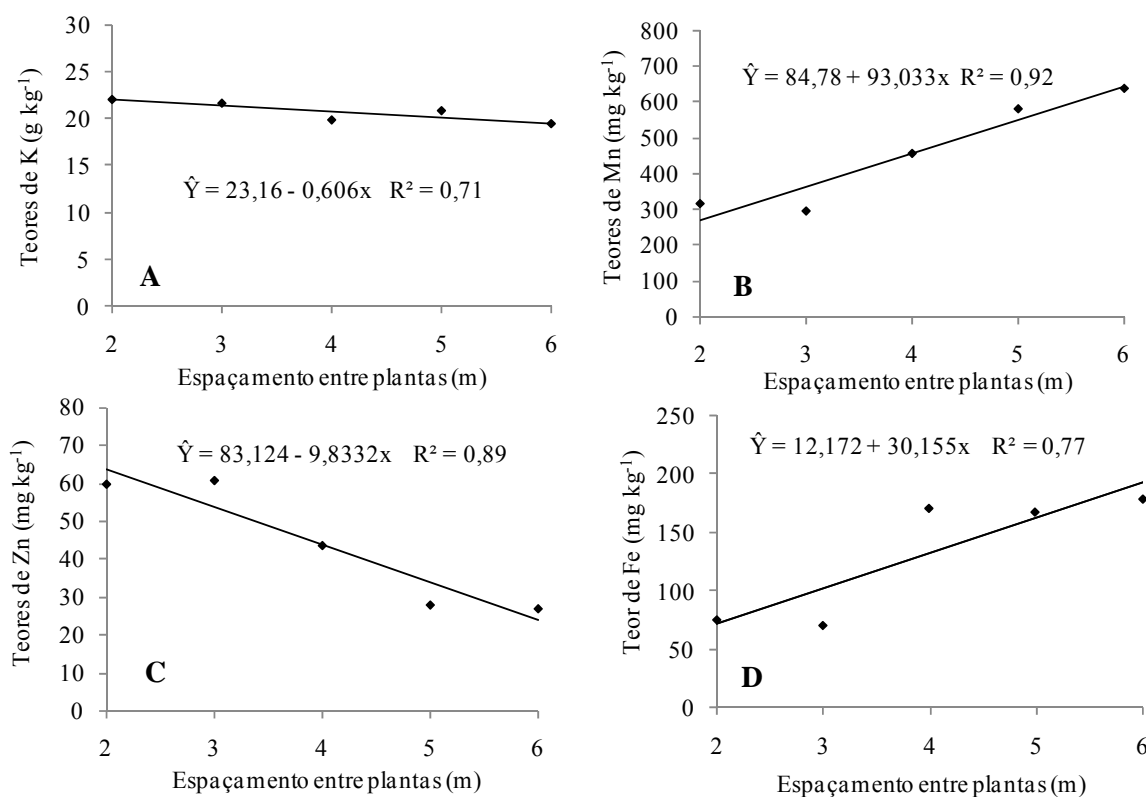 Teores de K (g kg⁻¹)
30
25
20
15
10
5
0
Ŷ = 23,16 - 0,606x R² = 0,71
A
2 3 4 5 6
Espaçamento entre plantas (m)
Teores de Mn (mg kg⁻¹)
800
700
600
500
400
300
200
100
0
Ŷ = 84,78 + 93,033x R² = 0,92
B
2 3 4 5 6
Espaçamento entre plantas (m)
Teores de Zn (mg kg⁻¹)
80
70
60
50
40
30
20
10
0
Ŷ = 83,124 - 9,8332x R² = 0,89
C
2 3 4 5 6
Espaçamento entre plantas (m)
Teor de Fe (mg kg⁻¹)
250
200
150
100
50
0
Ŷ = 12,172 + 30,155x R² = 0,77
D
2 3 4 5 6
Espaçamento entre plantas (m)